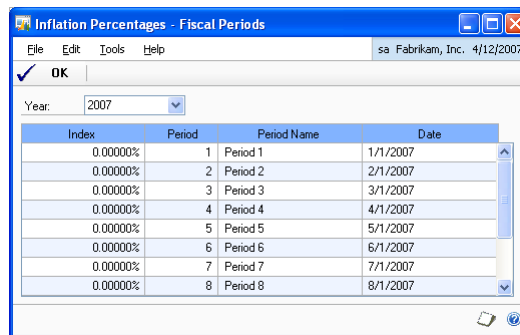 Inflation Percentages - Fiscal Periods
File Edit Tools Help sa Fabrikam, Inc. 4/12/2007
OK
Year: 2007
Index Period Period Name Date
0.00000% 1 Period 1 1/1/2007
0.00000% 2 Period 2 2/1/2007
0.00000% 3 Period 3 3/1/2007
0.00000% 4 Period 4 4/1/2007
0.00000% 5 Period 5 5/1/2007
0.00000% 6 Period 6 6/1/2007
0.00000% 7 Period 7 7/1/2007
0.00000% 8 Period 8 8/1/2007